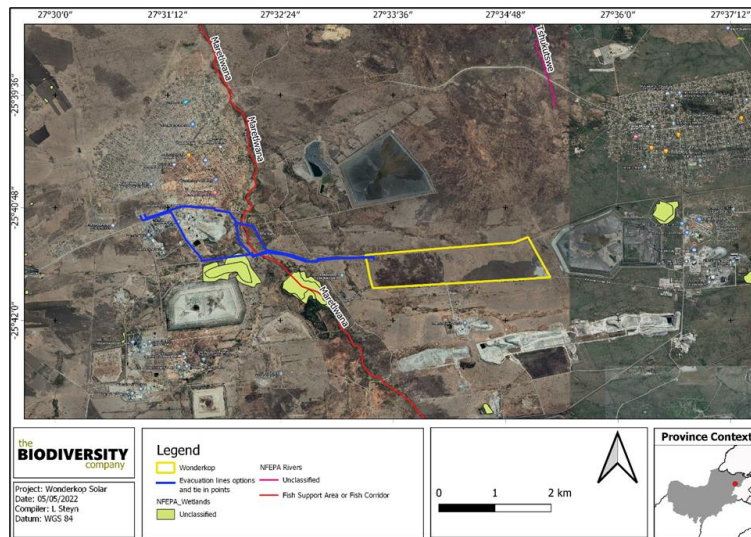 27°30'0" 27°31'12" 27°32'24" 27°33'36" 27°34'48" 27°36'0" 27°37'12"
-25°39'36"
-25°40'48"
-25°42'0"
Maretlwana
Maretlwana
Maretlwana
Tshukutswe
the
BIODIVERSITY
company
Project: Wonderkop Solar
Date: 05/05/2022
Compiler: L Steyn
Datum: WGS 84
Legend
Wonderkop
Evacuation lines options
and tie in points
NFEPA_Wetlands
Unclassified
NFEPA Rivers
Unclassified
Fish Support Area or Fish Corridor
0 1 2 km
Province Context